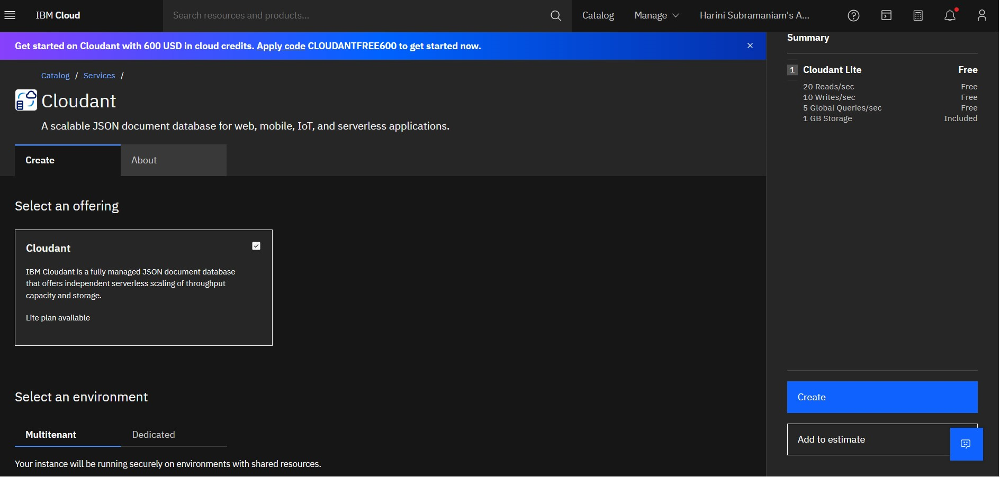 IBM Cloud
Search resources and products...
Catalog
Manage
Harini Subramaniam's A...
Get started on Cloudant with 600 USD in cloud credits. Apply code CLOUDANTFREE600 to get started now.
Catalog / Services /
Cloudant
A scalable JSON document database for web, mobile, IoT, and serverless applications.
Create
About
Select an offering
Cloudant
IBM Cloudant is a fully managed JSON document database
that offers independent serverless scaling of throughput
capacity and storage.
Lite plan available
Select an environment
Multitenant
Dedicated
Your instance will be running securely on environments with shared resources.
Summary
1 Cloudant Lite Free
20 Reads/sec Free
10 Writes/sec Free
5 Global Queries/sec Free
1 GB Storage Included
Create
Add to estimate